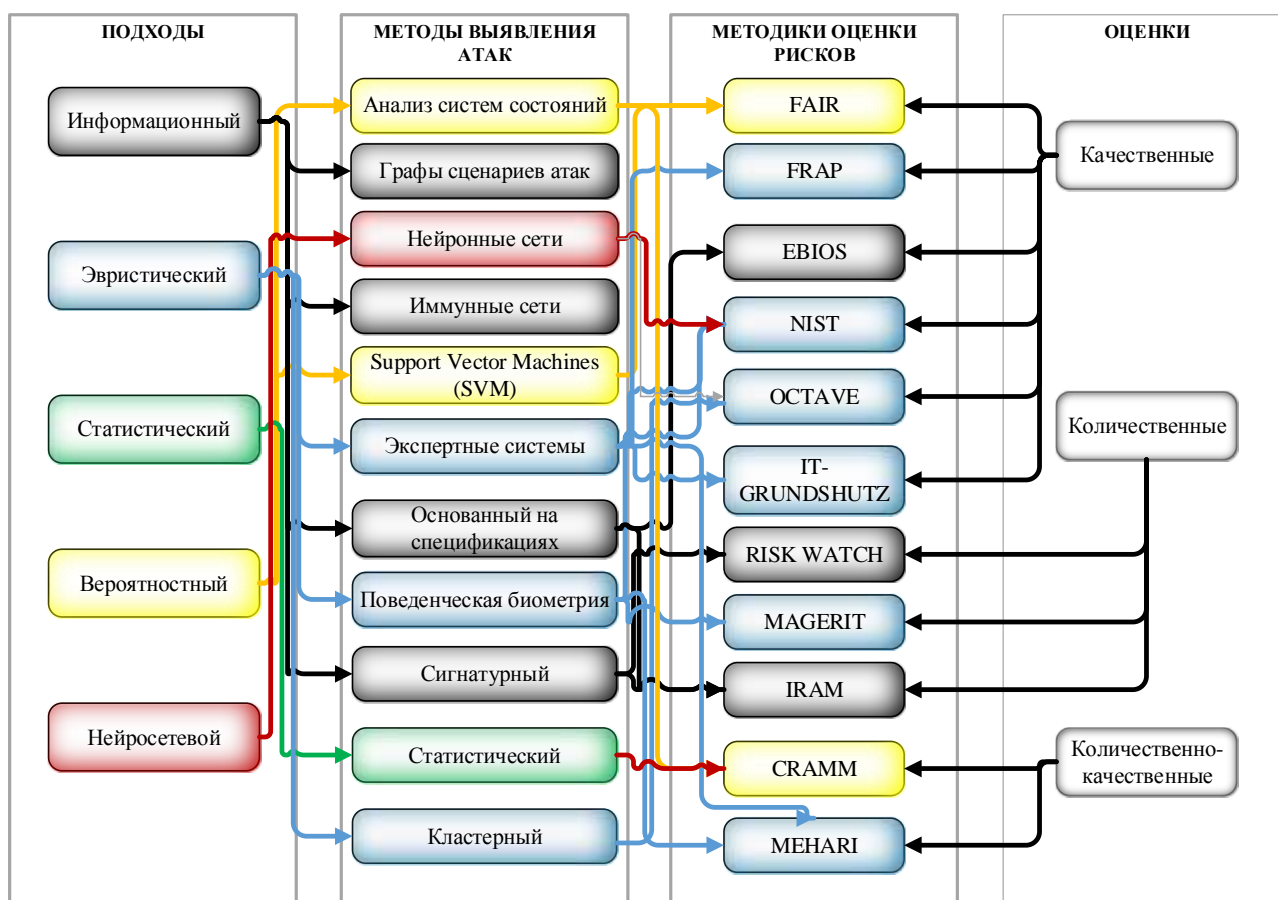 ПОДХОДЫ
Информационный
Эвристический
Статистический
Вероятностный
Нейросетевой
МЕТОДЫ ВЫЯВЛЕНИЯ
АТАК
Анализ систем состояний
Графы сценариев атак
Нейронные сети
Иммунные сети
Support Vector Machines
(SVM)
Экспертные системы
Основанный на
спецификациях
Поведенческая биометрия
Сигнатурный
Статистический
Кластерный
МЕТОДИКИ ОЦЕНКИ
РИСКОВ
FAIR
FRAP
EBIOS
NIST
OCTAVE
IT-
GRUNDSHUTZ
RISK WATCH
MAGERIT
IRAM
CRAMM
MEHARI
ОЦЕНКИ
Качественные
Количественные
Количественно-
качественные